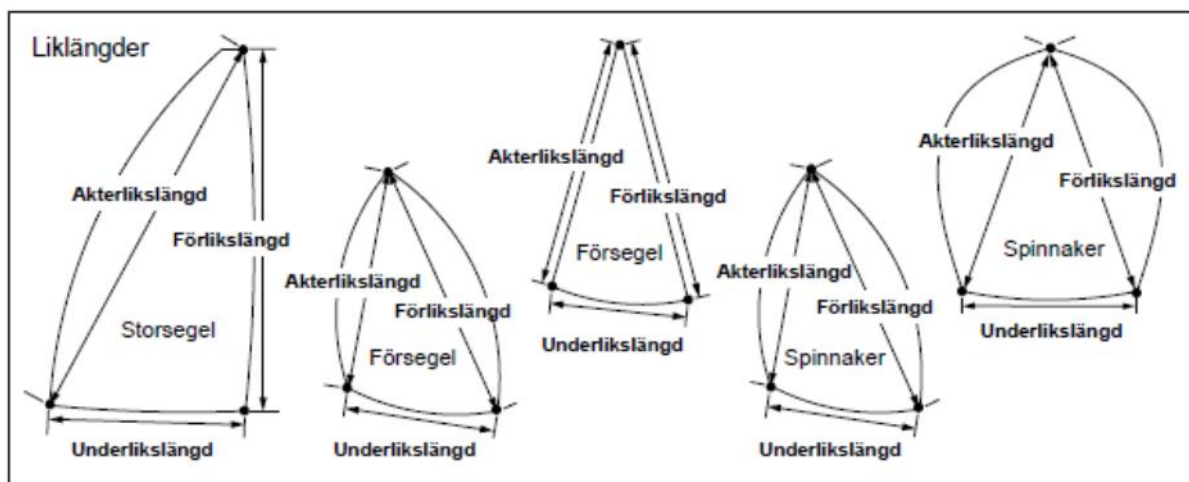 Liklängder
Akterlikslängd
Förlikslängd
Storsegel
Underlikslängd
Akterlikslängd
Förlikslängd
Försegel
Underlikslängd
Akterlikslängd
Förlikslängd
Försegel
Underlikslängd
Akterlikslängd
Förlikslängd
Spinnaker
Underlikslängd
Akterlikslängd
Förlikslängd
Spinnaker
Underlikslängd